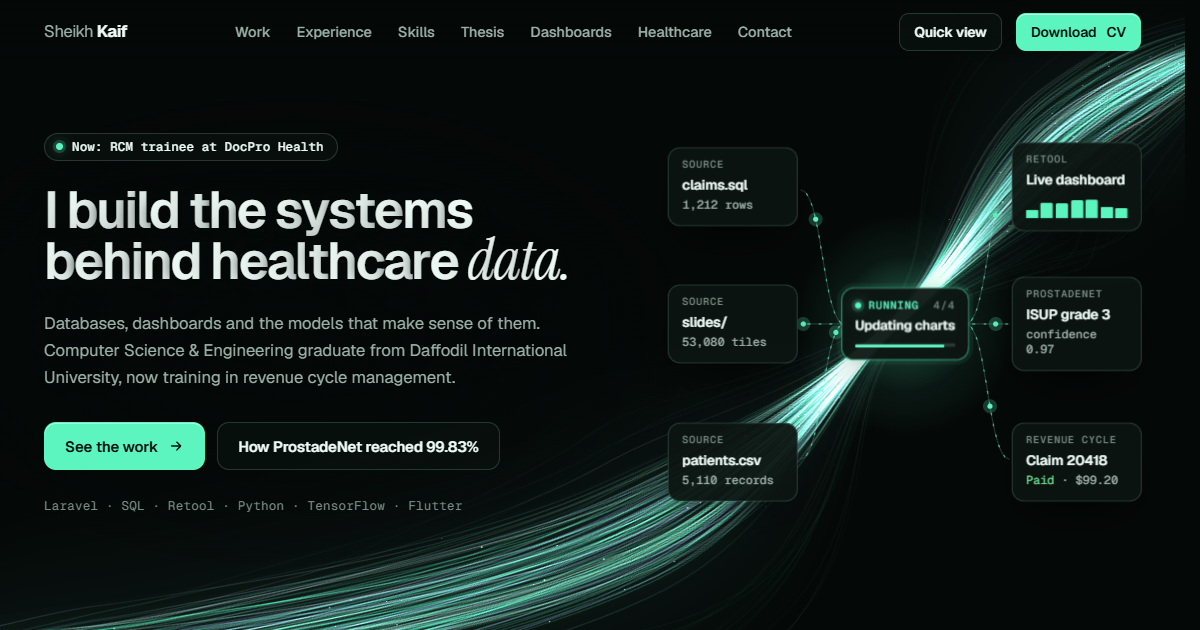 Sheikh Kaif
Work Experience Skills Thesis Dashboards Healthcare Contact
Quick view
Download CV
Now: RCM trainee at DocPro Health
I build the systems
behind healthcare data.
Databases, dashboards and the models that make sense of them.
Computer Science & Engineering graduate from Daffodil International
University, now training in revenue cycle management.
See the work →
How ProstadeNet reached 99.83%
Laravel · SQL · Retool · Python · TensorFlow · Flutter
SOURCE
claims.sql
1,212 rows
SOURCE
slides/
53,080 tiles
SOURCE
patients.csv
5,110 records
RUNNING 4/4
Updating charts
RETOOL
Live dashboard
PROSTADENET
ISUP grade 3
confidence
0.97
REVENUE CYCLE
Claim 20418
Paid · $99.20